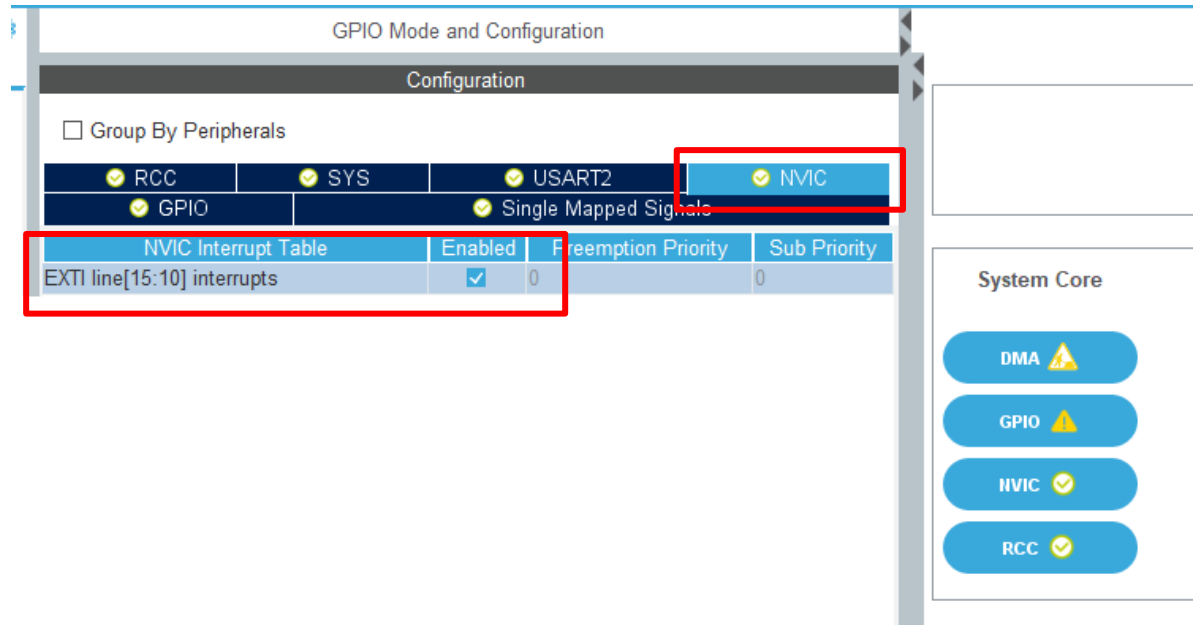 GPIO Mode and Configuration
Configuration
Group By Peripherals
RCC SYS USART2 NVIC
GPIO Single Mapped Signals
NVIC Interrupt Table Enabled Preemption Priority Sub Priority
EXTI line[15:10] interrupts 0 0
System Core
DMA
GPIO
NVIC
RCC